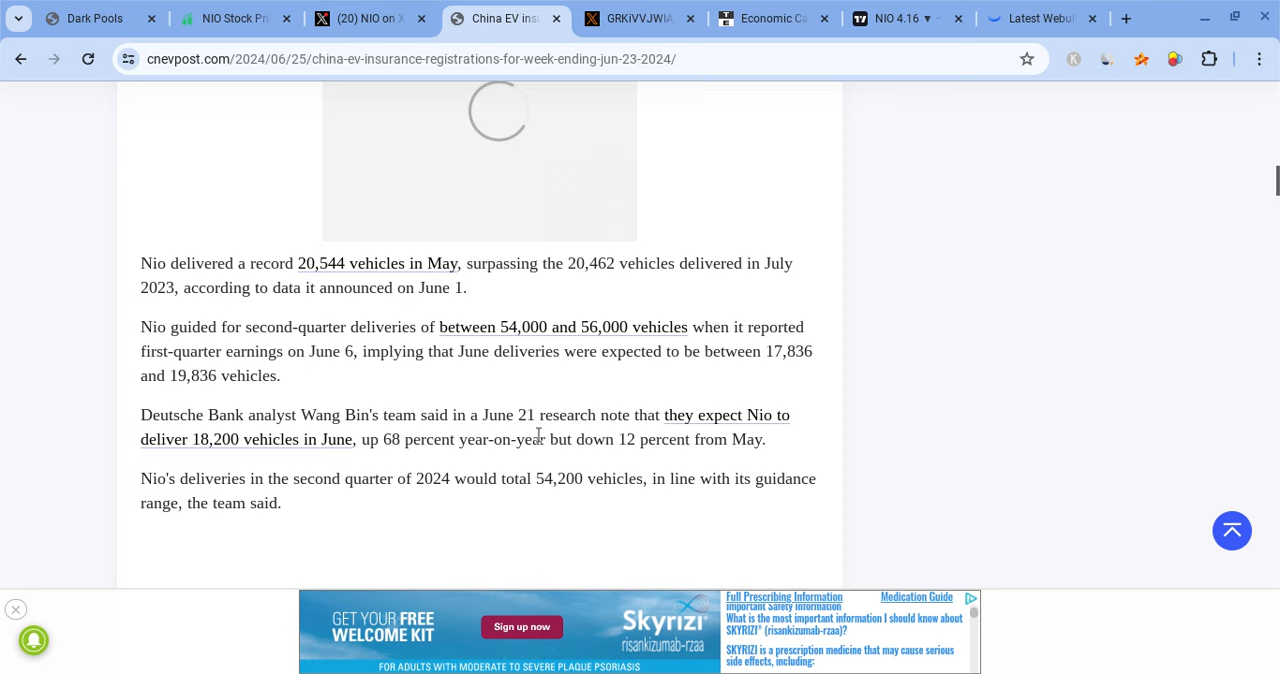 Dark Pools
NIO Stock Pri
(20) NIO on X
China EV ins
GRKiVVJWIA
Economic Ca
NIO 4.16 ▼ -
Latest Webul
cnevpost.com/2024/06/25/china-ev-insurance-registrations-for-week-ending-jun-23-2024/
Nio delivered a record 20,544 vehicles in May, surpassing the 20,462 vehicles delivered in July
2023, according to data it announced on June 1.
Nio guided for second-quarter deliveries of between 54,000 and 56,000 vehicles when it reported
first-quarter earnings on June 6, implying that June deliveries were expected to be between 17,836
and 19,836 vehicles.
Deutsche Bank analyst Wang Bin's team said in a June 21 research note that they expect Nio to
deliver 18,200 vehicles in June, up 68 percent year-on-year but down 12 percent from May.
Nio's deliveries in the second quarter of 2024 would total 54,200 vehicles, in line with its guidance
range, the team said.
GET YOUR FREE
WELCOME KIT
Sign up now
Skyrizi
risankizumab-rzaa
FOR ADULTS WITH MODERATE TO SEVERE PLAQUE PSORIASIS
Full Prescribing Information
Medication Guide
Important Safety Information
What is the most important information I should know about
SKYRIZI® (risankizumab-rzaa)?
SKYRIZI is a prescription medicine that may cause serious
side effects, including: